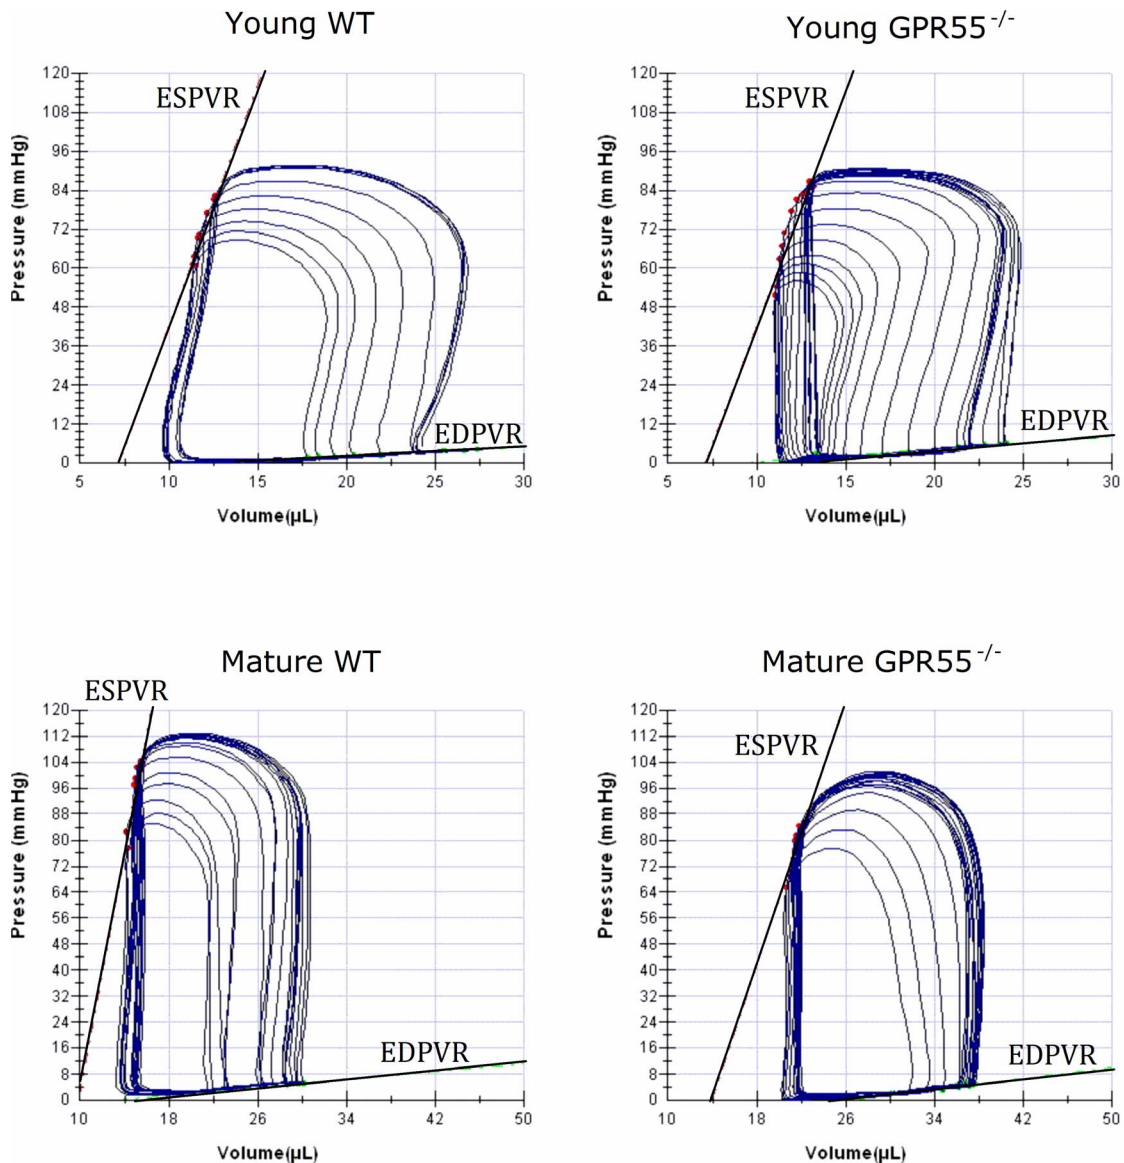 Young WT
Young GPR55-/-
120
108
96
84
72
60
48
36
24
12
0
Pressure (mmHg)
ESPVR
EDPVR
5 10 15 20 25 30
Volume(µL)
120
108
96
84
72
60
48
36
24
12
0
Pressure (mmHg)
ESPVR
EDPVR
5 10 15 20 25 30
Volume(µL)
Mature WT
Mature GPR55-/-
ESPVR
120
112
104
96
88
80
72
64
56
48
40
32
24
16
8
0
Pressure (mmHg)
EDPVR
10 18 26 34 42 50
Volume(µL)
120
112
104
96
88
80
72
64
56
48
40
32
24
16
8
0
Pressure (mmHg)
ESPVR
EDPVR
10 18 26 34 42 50
Volume(µL)